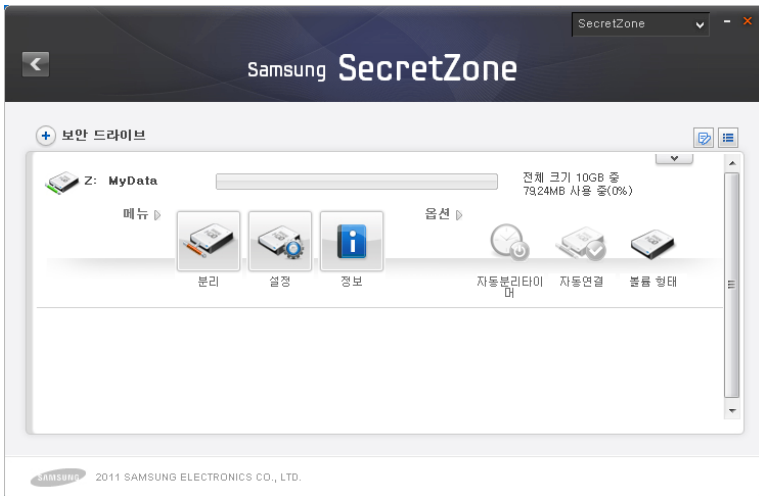 SecretZone
Samsung SecretZone
보안 드라이브
Z: MyData
전체 크기 10GB 중
79,24MB 사용 중(0%)
메뉴
옵션
분리
설정
정보
자동분리타이
머
자동연결
볼륨 형태
SAMSUNG
2011 SAMSUNG ELECTRONICS CO., LTD.